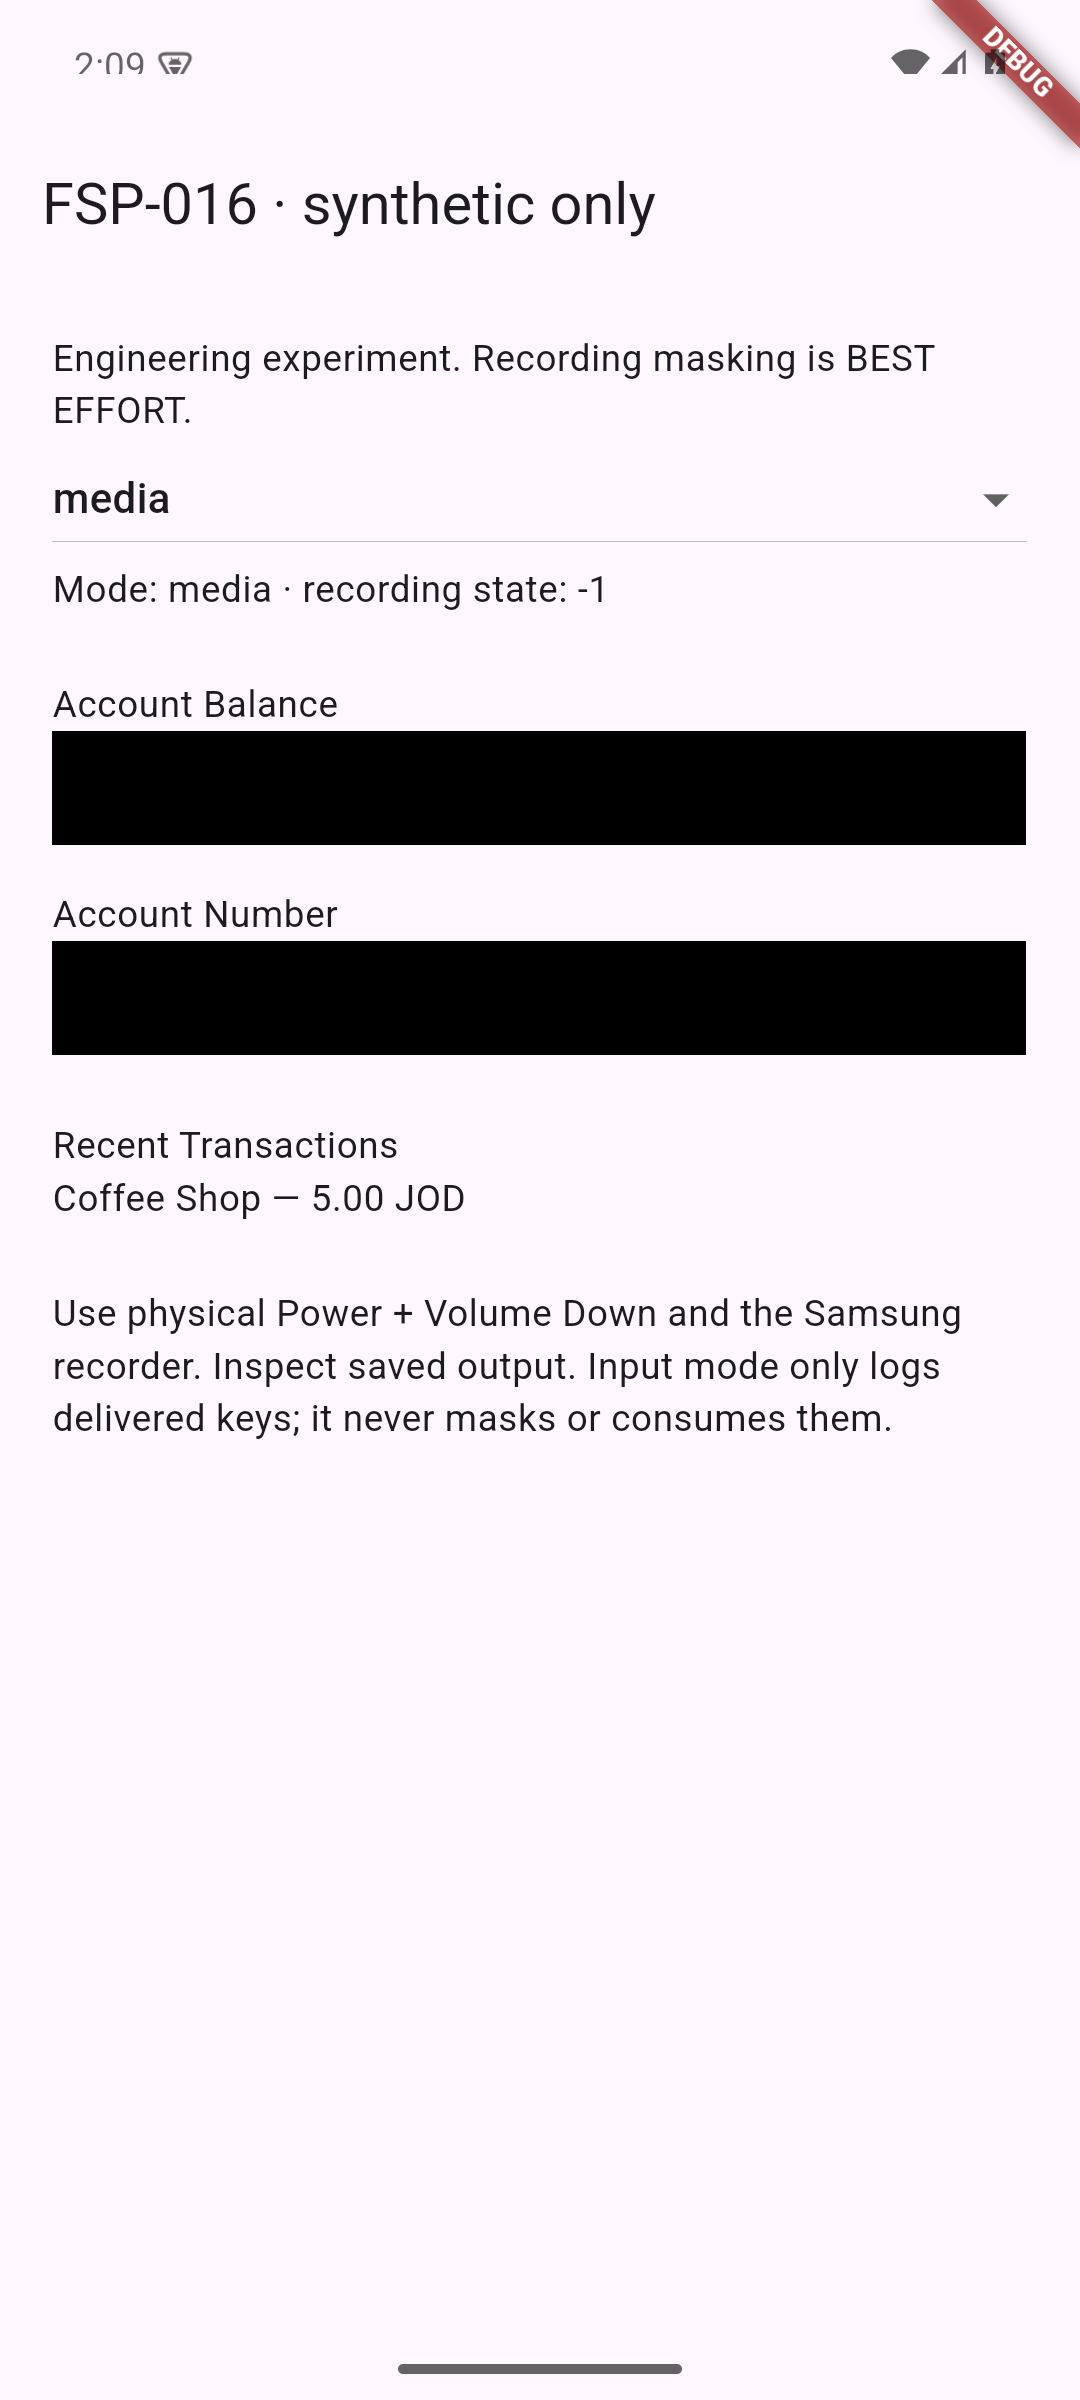 2:09
DEBUG
FSP-016 · synthetic only
Engineering experiment. Recording masking is BEST
EFFORT.
media
Mode: media · recording state: -1
Account Balance
Account Number
Recent Transactions
Coffee Shop — 5.00 JOD
Use physical Power + Volume Down and the Samsung
recorder. Inspect saved output. Input mode only logs
delivered keys; it never masks or consumes them.